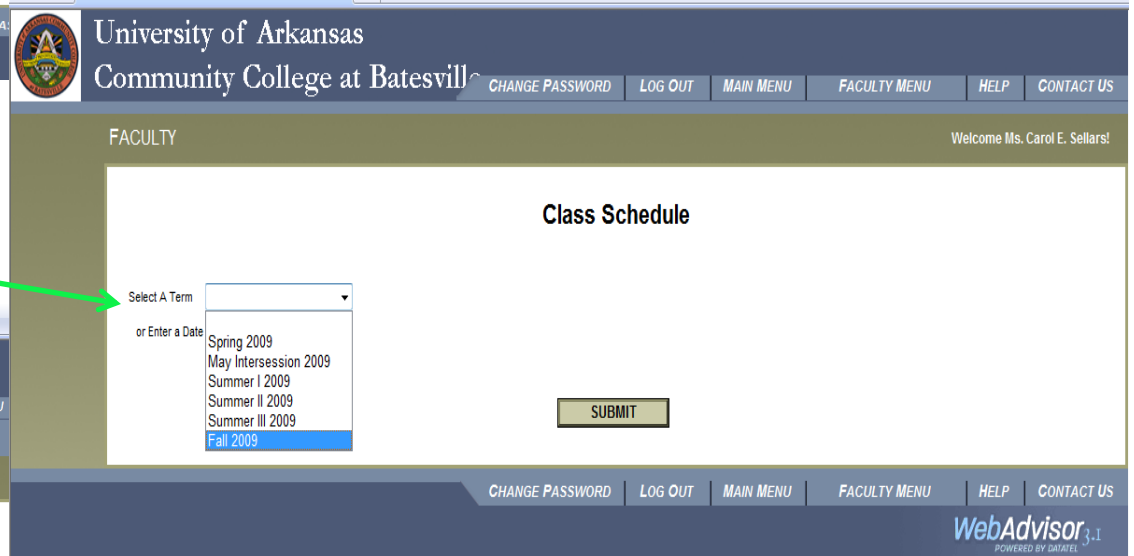 University of Arkansas
Community College at Batesville
CHANGE PASSWORD LOG OUT MAIN MENU FACULTY MENU HELP CONTACT US
FACULTY
Welcome Ms. Carol E. Sellars!
Class Schedule
Select A Term
or Enter a Date
Spring 2009
May Intersession 2009
Summer I 2009
Summer II 2009
Summer III 2009
Fall 2009
SUBMIT
CHANGE PASSWORD LOG OUT MAIN MENU FACULTY MENU HELP CONTACT US
WebAdvisor 3.1
POWERED BY DATATEL